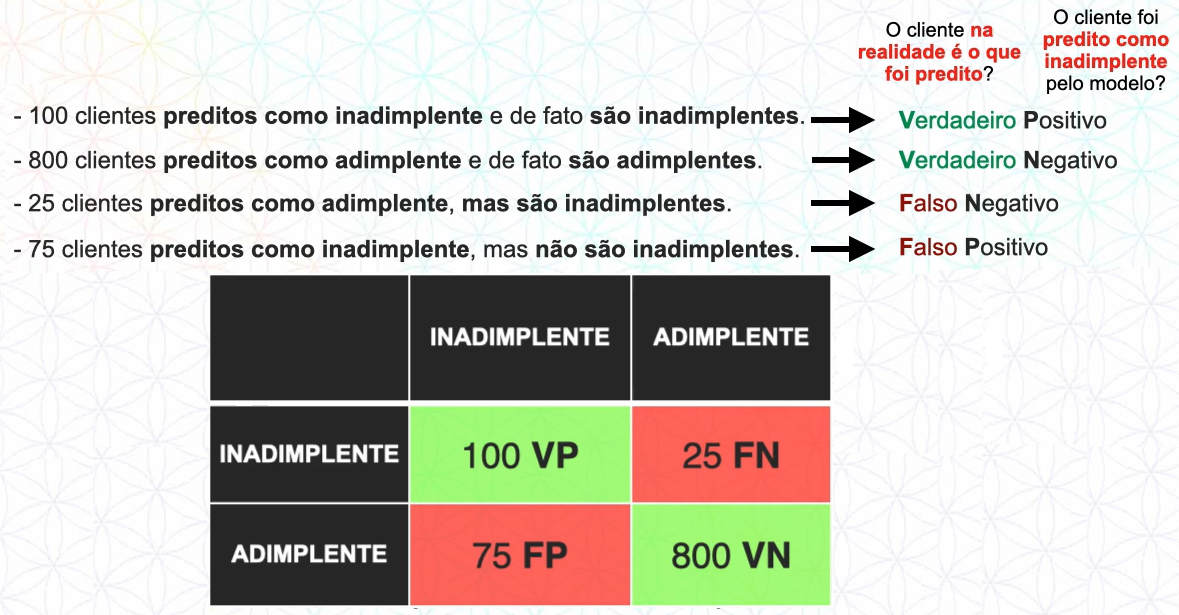 O cliente na
realidade é o que
foi predito?
O cliente foi
predito como
inadimplente
pelo modelo?
- 100 clientes preditos como inadimplente e de fato são inadimplentes.
Verdadeiro Positivo
- 800 clientes preditos como adimplente e de fato são adimplentes.
Verdadeiro Negativo
- 25 clientes preditos como adimplente, mas são inadimplentes.
Falso Negativo
- 75 clientes preditos como inadimplente, mas não são inadimplentes.
Falso Positivo
INADIMPLENTE
ADIMPLENTE
INADIMPLENTE
100 VP
25 FN
ADIMPLENTE
75 FP
800 VN